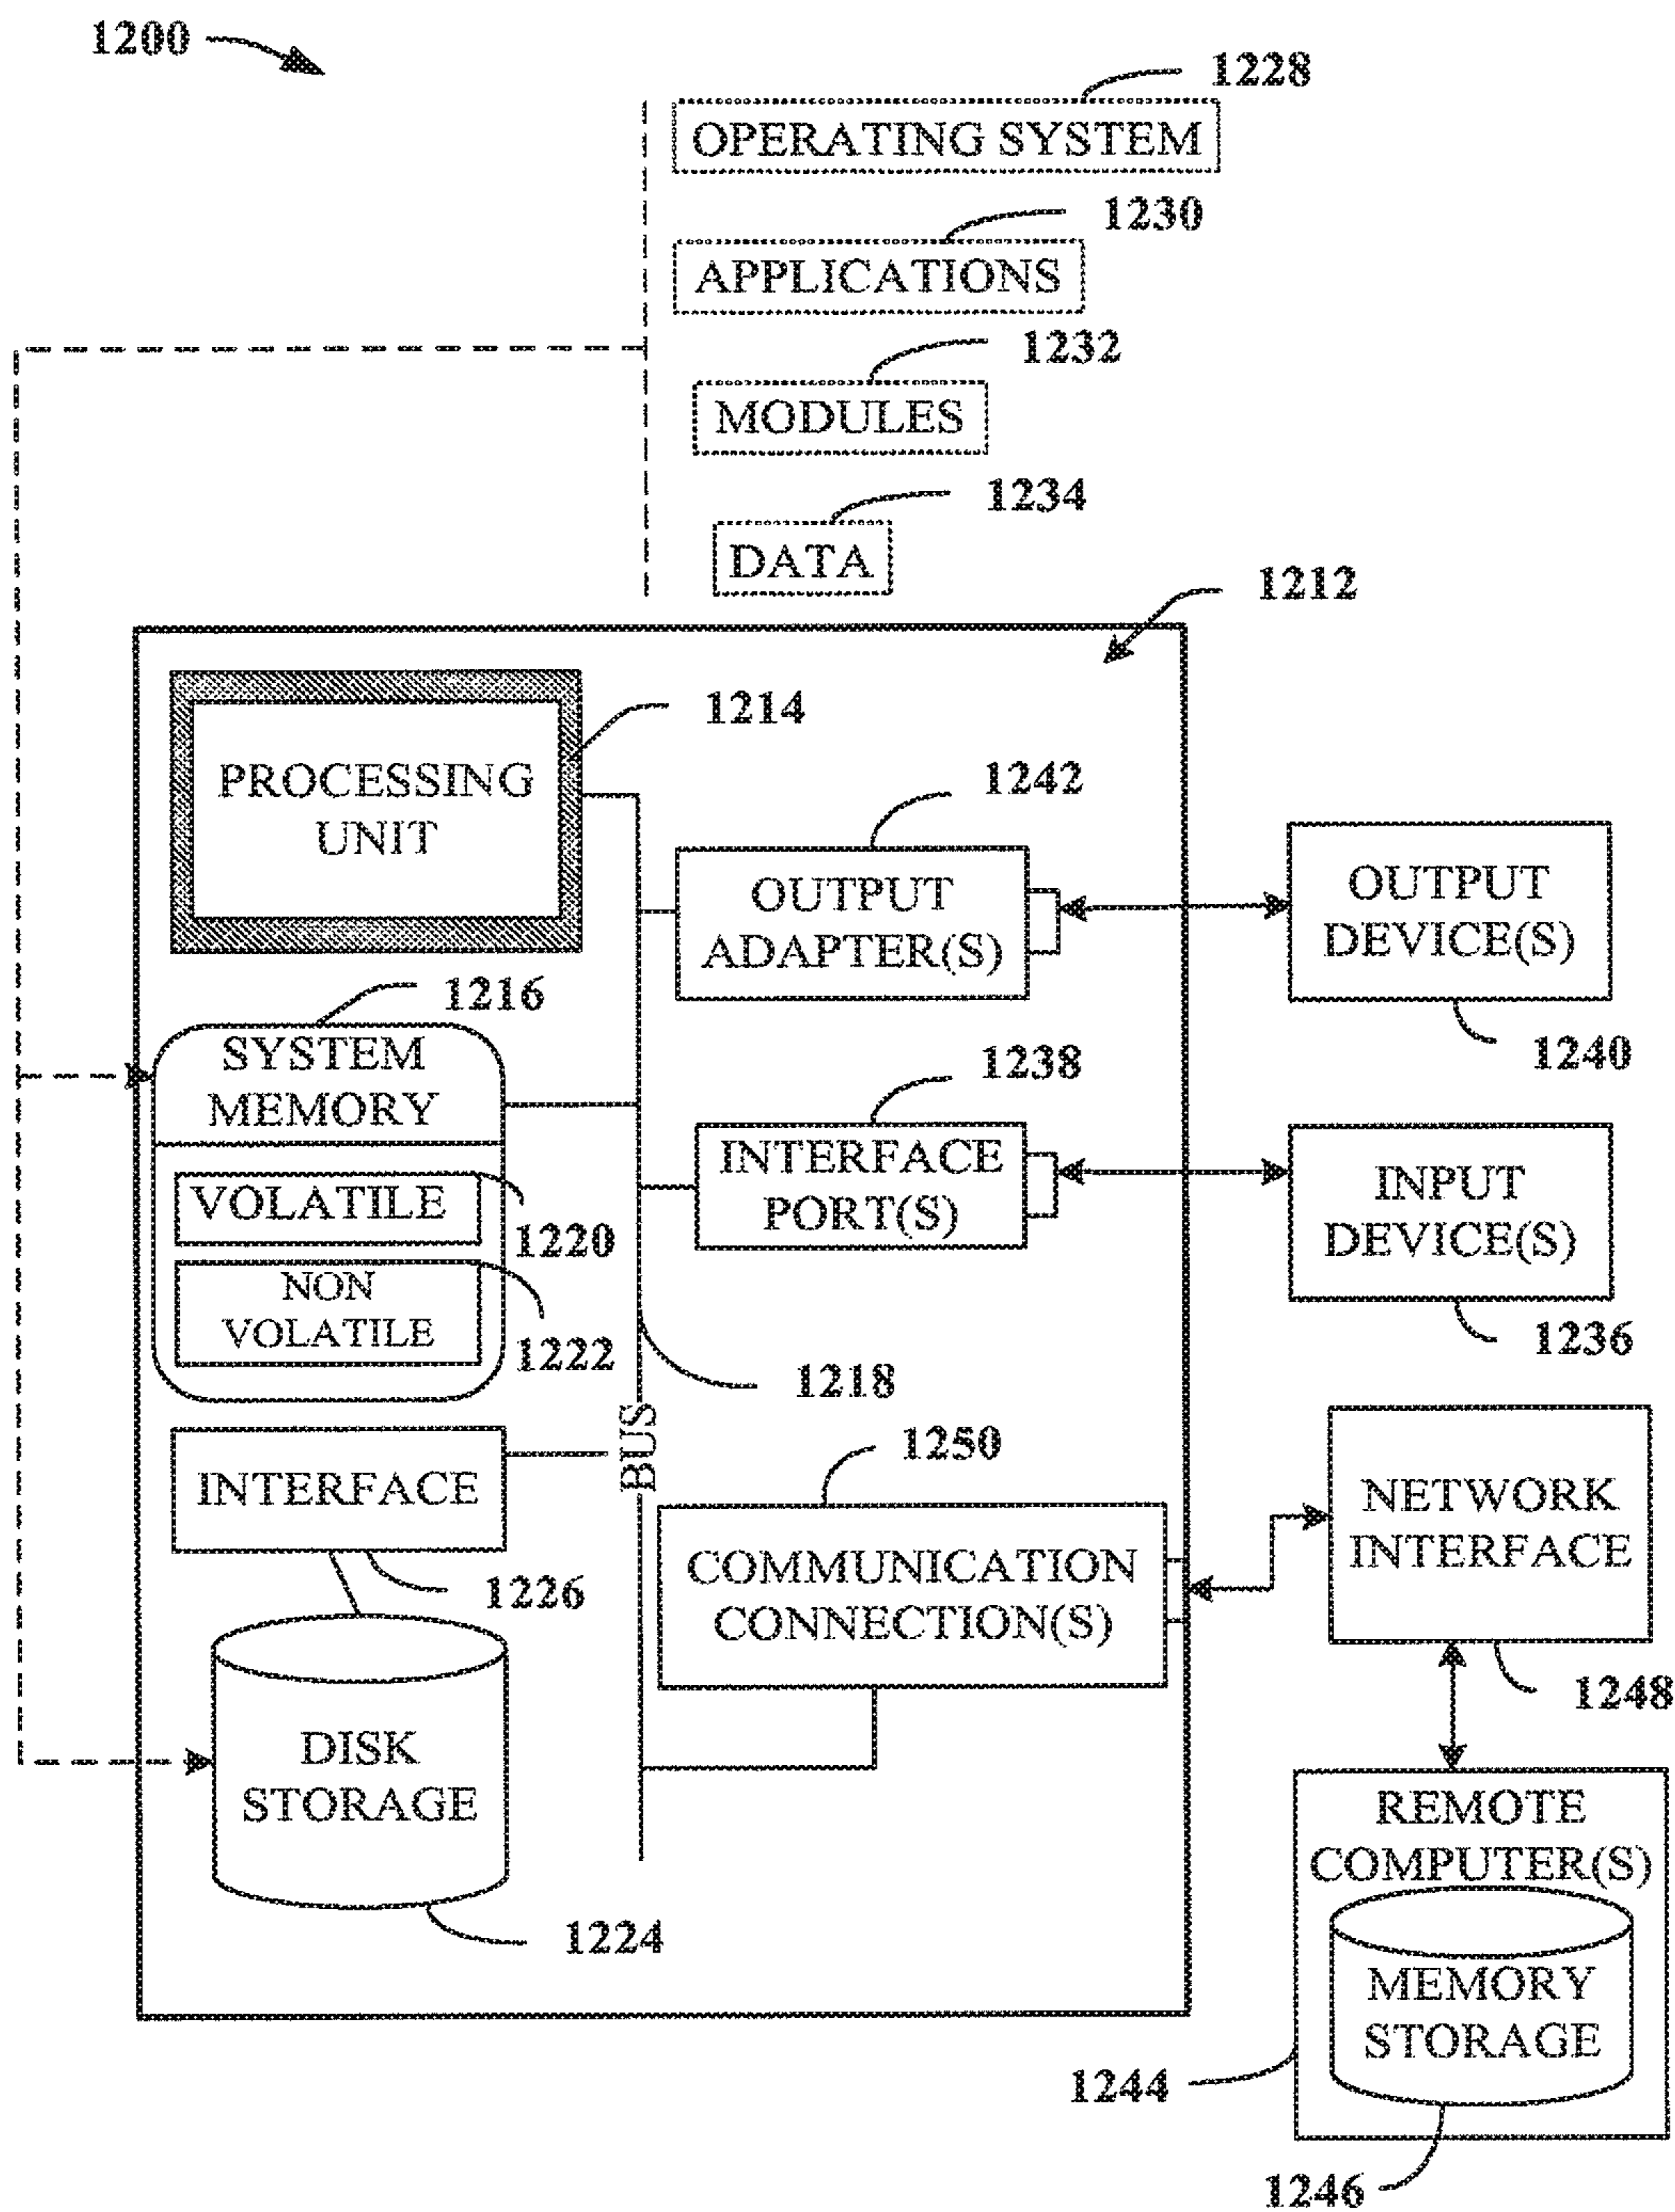 1200
1228
OPERATING SYSTEM
1230
APPLICATIONS
1232
MODULES
1234
DATA
1212
1214
PROCESSING
UNIT
1242
OUTPUT
ADAPTER(S)
OUTPUT
DEVICE(S)
1240
1216
SYSTEM
MEMORY
VOLATILE
1220
NON
VOLATILE
1222
1238
INTERFACE
PORT(S)
INPUT
DEVICE(S)
1236
1218
BUS
INTERFACE
1226
1250
COMMUNICATION
CONNECTION(S)
NETWORK
INTERFACE
1248
DISK
STORAGE
1224
REMOTE
COMPUTER(S)
MEMORY
STORAGE
1244
1246